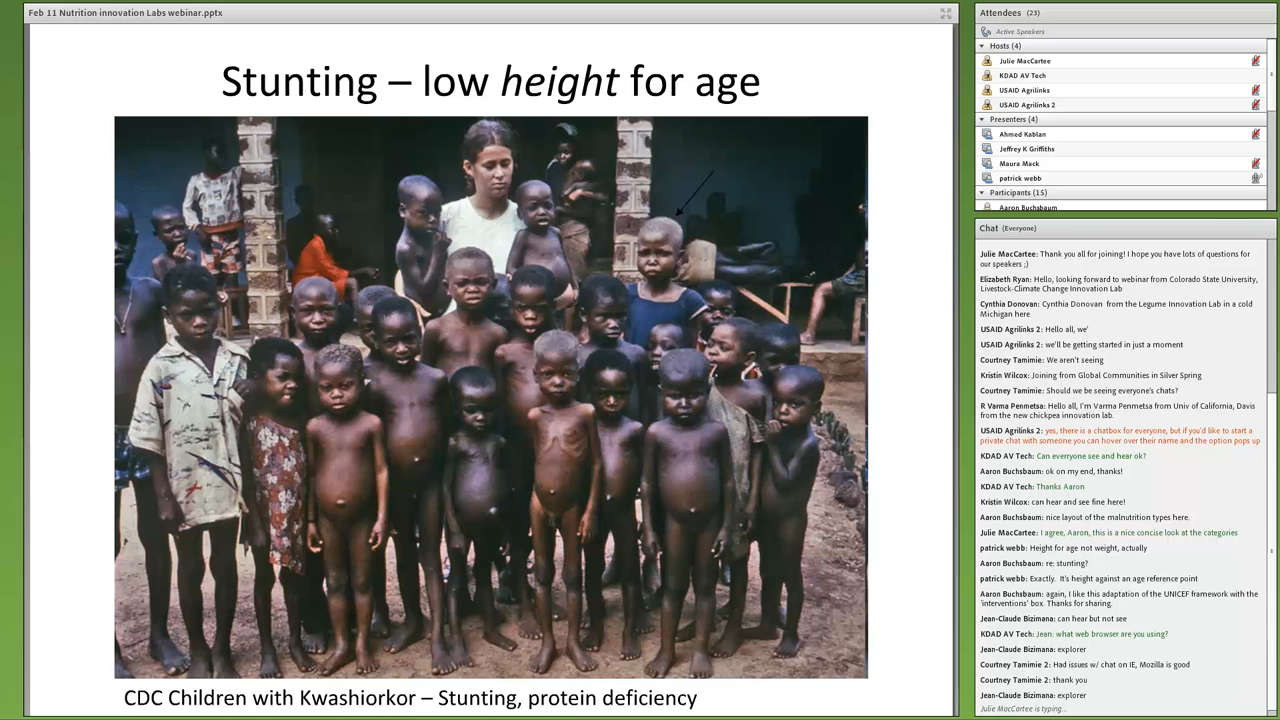 Feb 11 Nutrition innovation Labs webinar.pptx
Stunting – low height for age
CDC Children with Kwashiorkor – Stunting, protein deficiency
Attendees (23)
Active Speakers
Hosts (4)
Julie MacCartee
KDAD AV Tech
USAID Agrilinks
USAID Agrilinks 2
Presenters (4)
Ahmed Kablan
Jeffrey K Griffiths
Maura Mack
patrick webb
Participants (15)
Aaron Buchsbaum
Chat (Everyone)
Julie MacCartee: Thank you all for joining! I hope you have lots of questions for
our speakers ;)
Elizabeth Ryan: Hello, looking forward to webinar from Colorado State University,
Livestock-Climate Change Innovation Lab
Cynthia Donovan: Cynthia Donovan from the Legume Innovation Lab in a cold
Michigan here
USAID Agrilinks 2: Hello all, we'
USAID Agrilinks 2: we'll be getting started in just a moment
Courtney Tamimie: We aren't seeing
Kristin Wilcox: Joining from Global Communities in Silver Spring
Courtney Tamimie: Should we be seeing everyone's chats?
R Varma Penmetsa: Hello all, I'm Varma Penmetsa from Univ of California, Davis
from the new chickpea innovation lab.
USAID Agrilinks 2: yes, there is a chatbox for everyone, but if you'd like to start a
private chat with someone you can hover over their name and the option pops up
KDAD AV Tech: Can everyone see and hear ok?
Aaron Buchsbaum: ok on my end, thanks!
KDAD AV Tech: Thanks Aaron
Kristin Wilcox: can hear and see fine here!
Aaron Buchsbaum: nice layout of the malnutrition types here.
Julie MacCartee: I agree, Aaron, this is a nice concise look at the categories
patrick webb: Height for age not weight, actually
Aaron Buchsbaum: re: stunting?
patrick webb: Exactly. It's height against an age reference point
Aaron Buchsbaum: again, I like this adaptation of the UNICEF framework with the
'interventions' box. Thanks for sharing.
Jean-Claude Bizimana: can hear but not see
KDAD AV Tech: Jean: what web browser are you using?
Jean-Claude Bizimana: explorer
Courtney Tamimie 2: Had issues w/ chat on IE, Mozilla is good
Courtney Tamimie 2: thank you
Jean-Claude Bizimana: explorer
Julie MacCartee is typing...